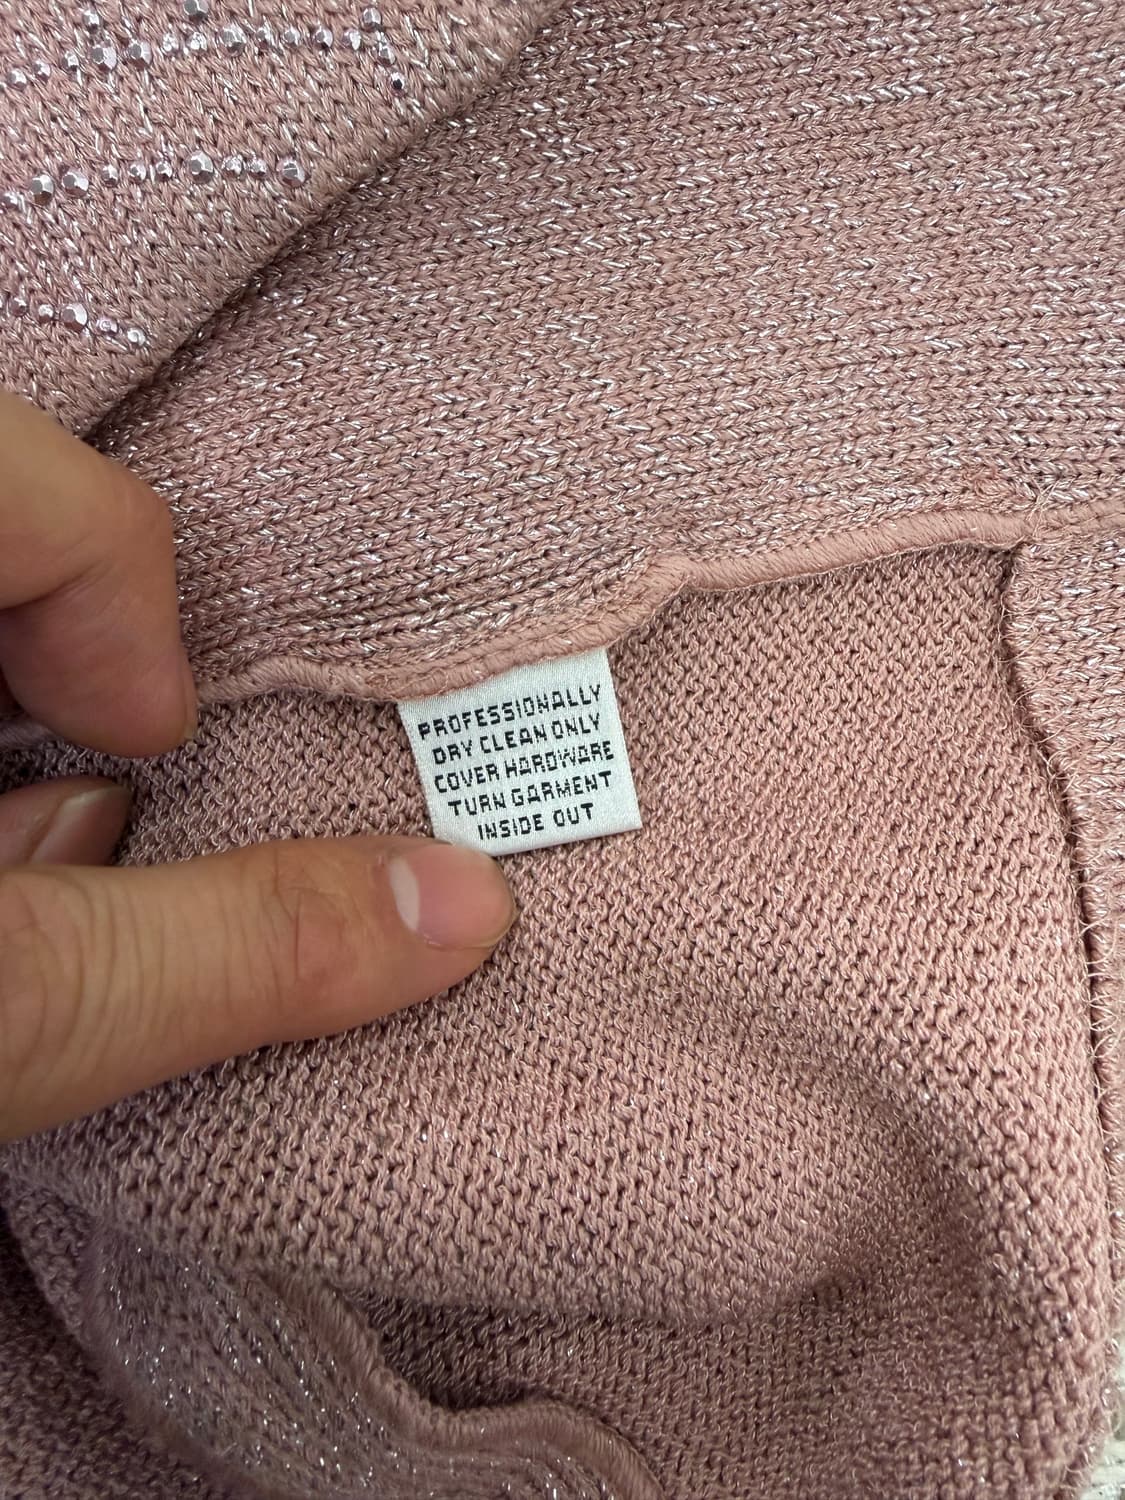 PROFESSIONALLY
DRY CLEAN ONLY
COVER HARDWARE
TURN GARMENT
INSIDE OUT